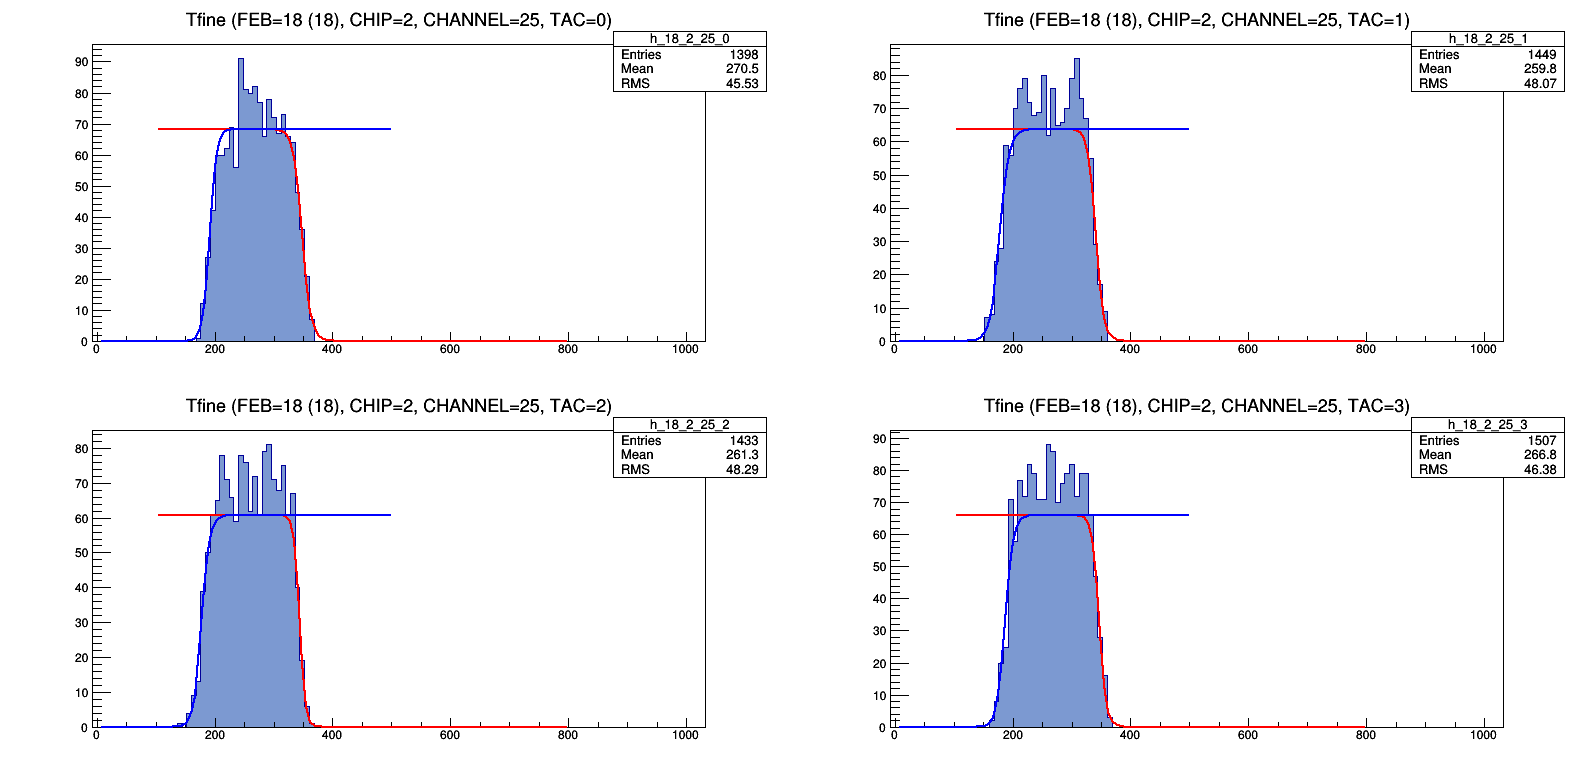 Tfine (FEB=18 (18), CHIP=2, CHANNEL=25, TAC=0)
h_18_2_25_0
Entries 1398
Mean 270.5
RMS 45.53
90
80
70
60
50
40
30
20
10
0
0 200 400 600 800 1000
Tfine (FEB=18 (18), CHIP=2, CHANNEL=25, TAC=1)
h_18_2_25_1
Entries 1449
Mean 259.8
RMS 48.07
80
70
60
50
40
30
20
10
0
0 200 400 600 800 1000
Tfine (FEB=18 (18), CHIP=2, CHANNEL=25, TAC=2)
h_18_2_25_2
Entries 1433
Mean 261.3
RMS 48.29
80
70
60
50
40
30
20
10
0
0 200 400 600 800 1000
Tfine (FEB=18 (18), CHIP=2, CHANNEL=25, TAC=3)
h_18_2_25_3
Entries 1507
Mean 266.8
RMS 46.38
90
80
70
60
50
40
30
20
10
0
0 200 400 600 800 1000